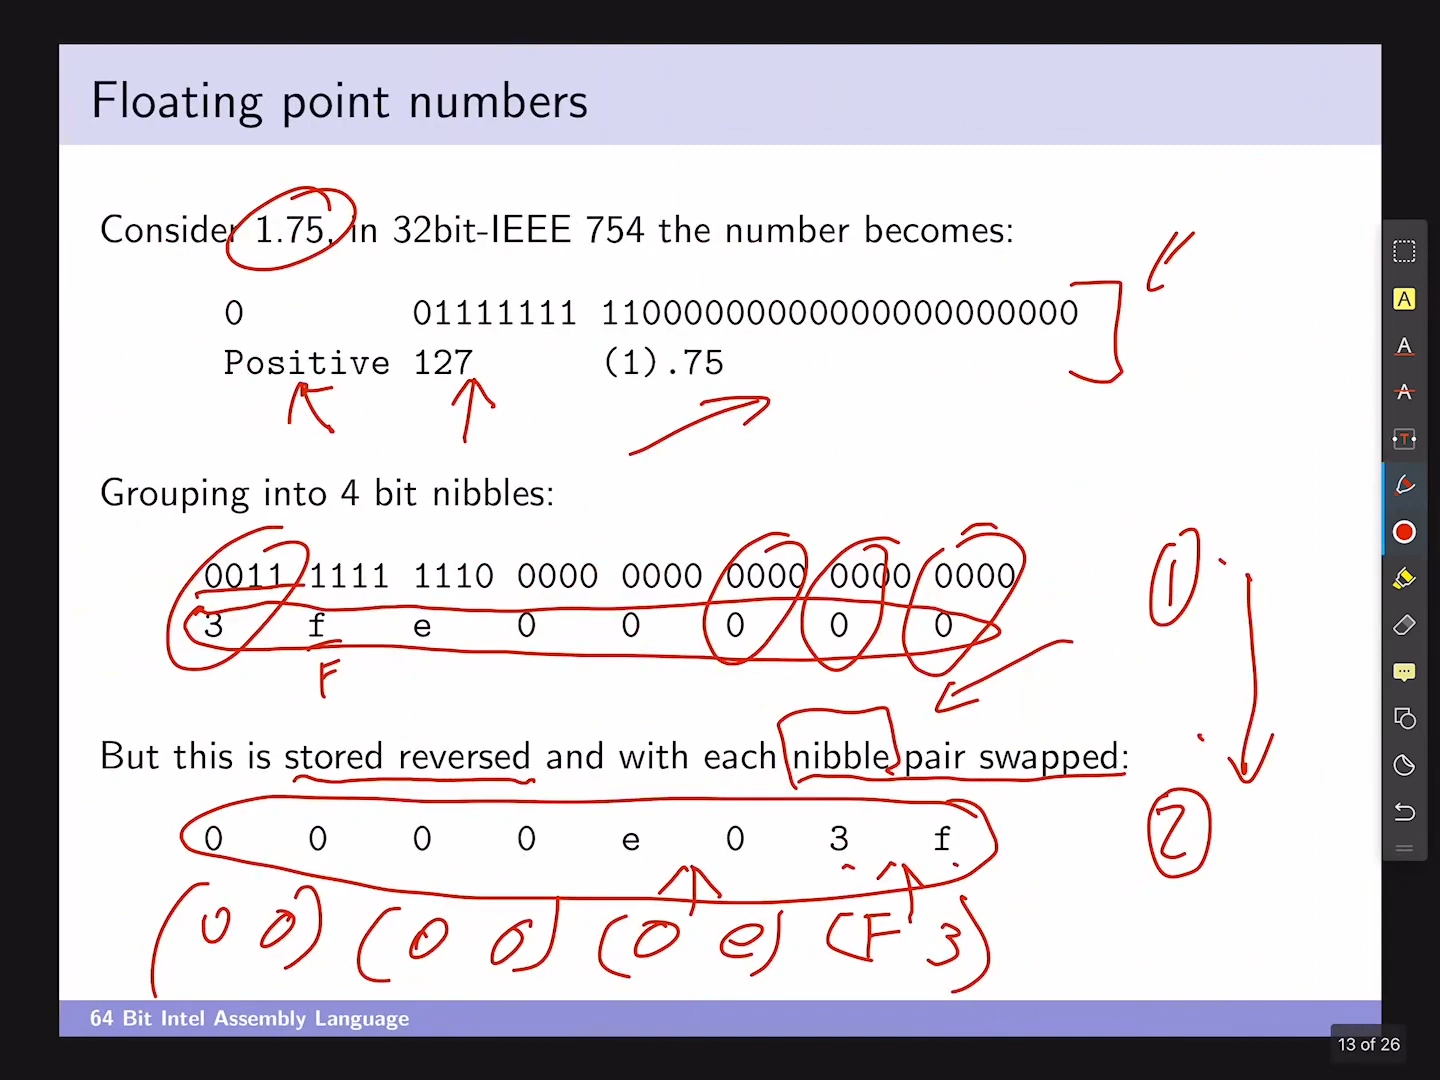 Floating point numbers
Consider 1.75, in 32bit-IEEE 754 the number becomes:
0 01111111 11000000000000000000000
Positive 127 (1).75
Grouping into 4 bit nibbles:
0011 1111 1110 0000 0000 0000 0000 0000
3 f e 0 0 0 0 0
F
1
But this is stored reversed and with each nibble pair swapped:
0 0 0 0 e 0 3 f
2
(0 0) (0 0) (0 e) (F 3)
64 Bit Intel Assembly Language
13 of 26